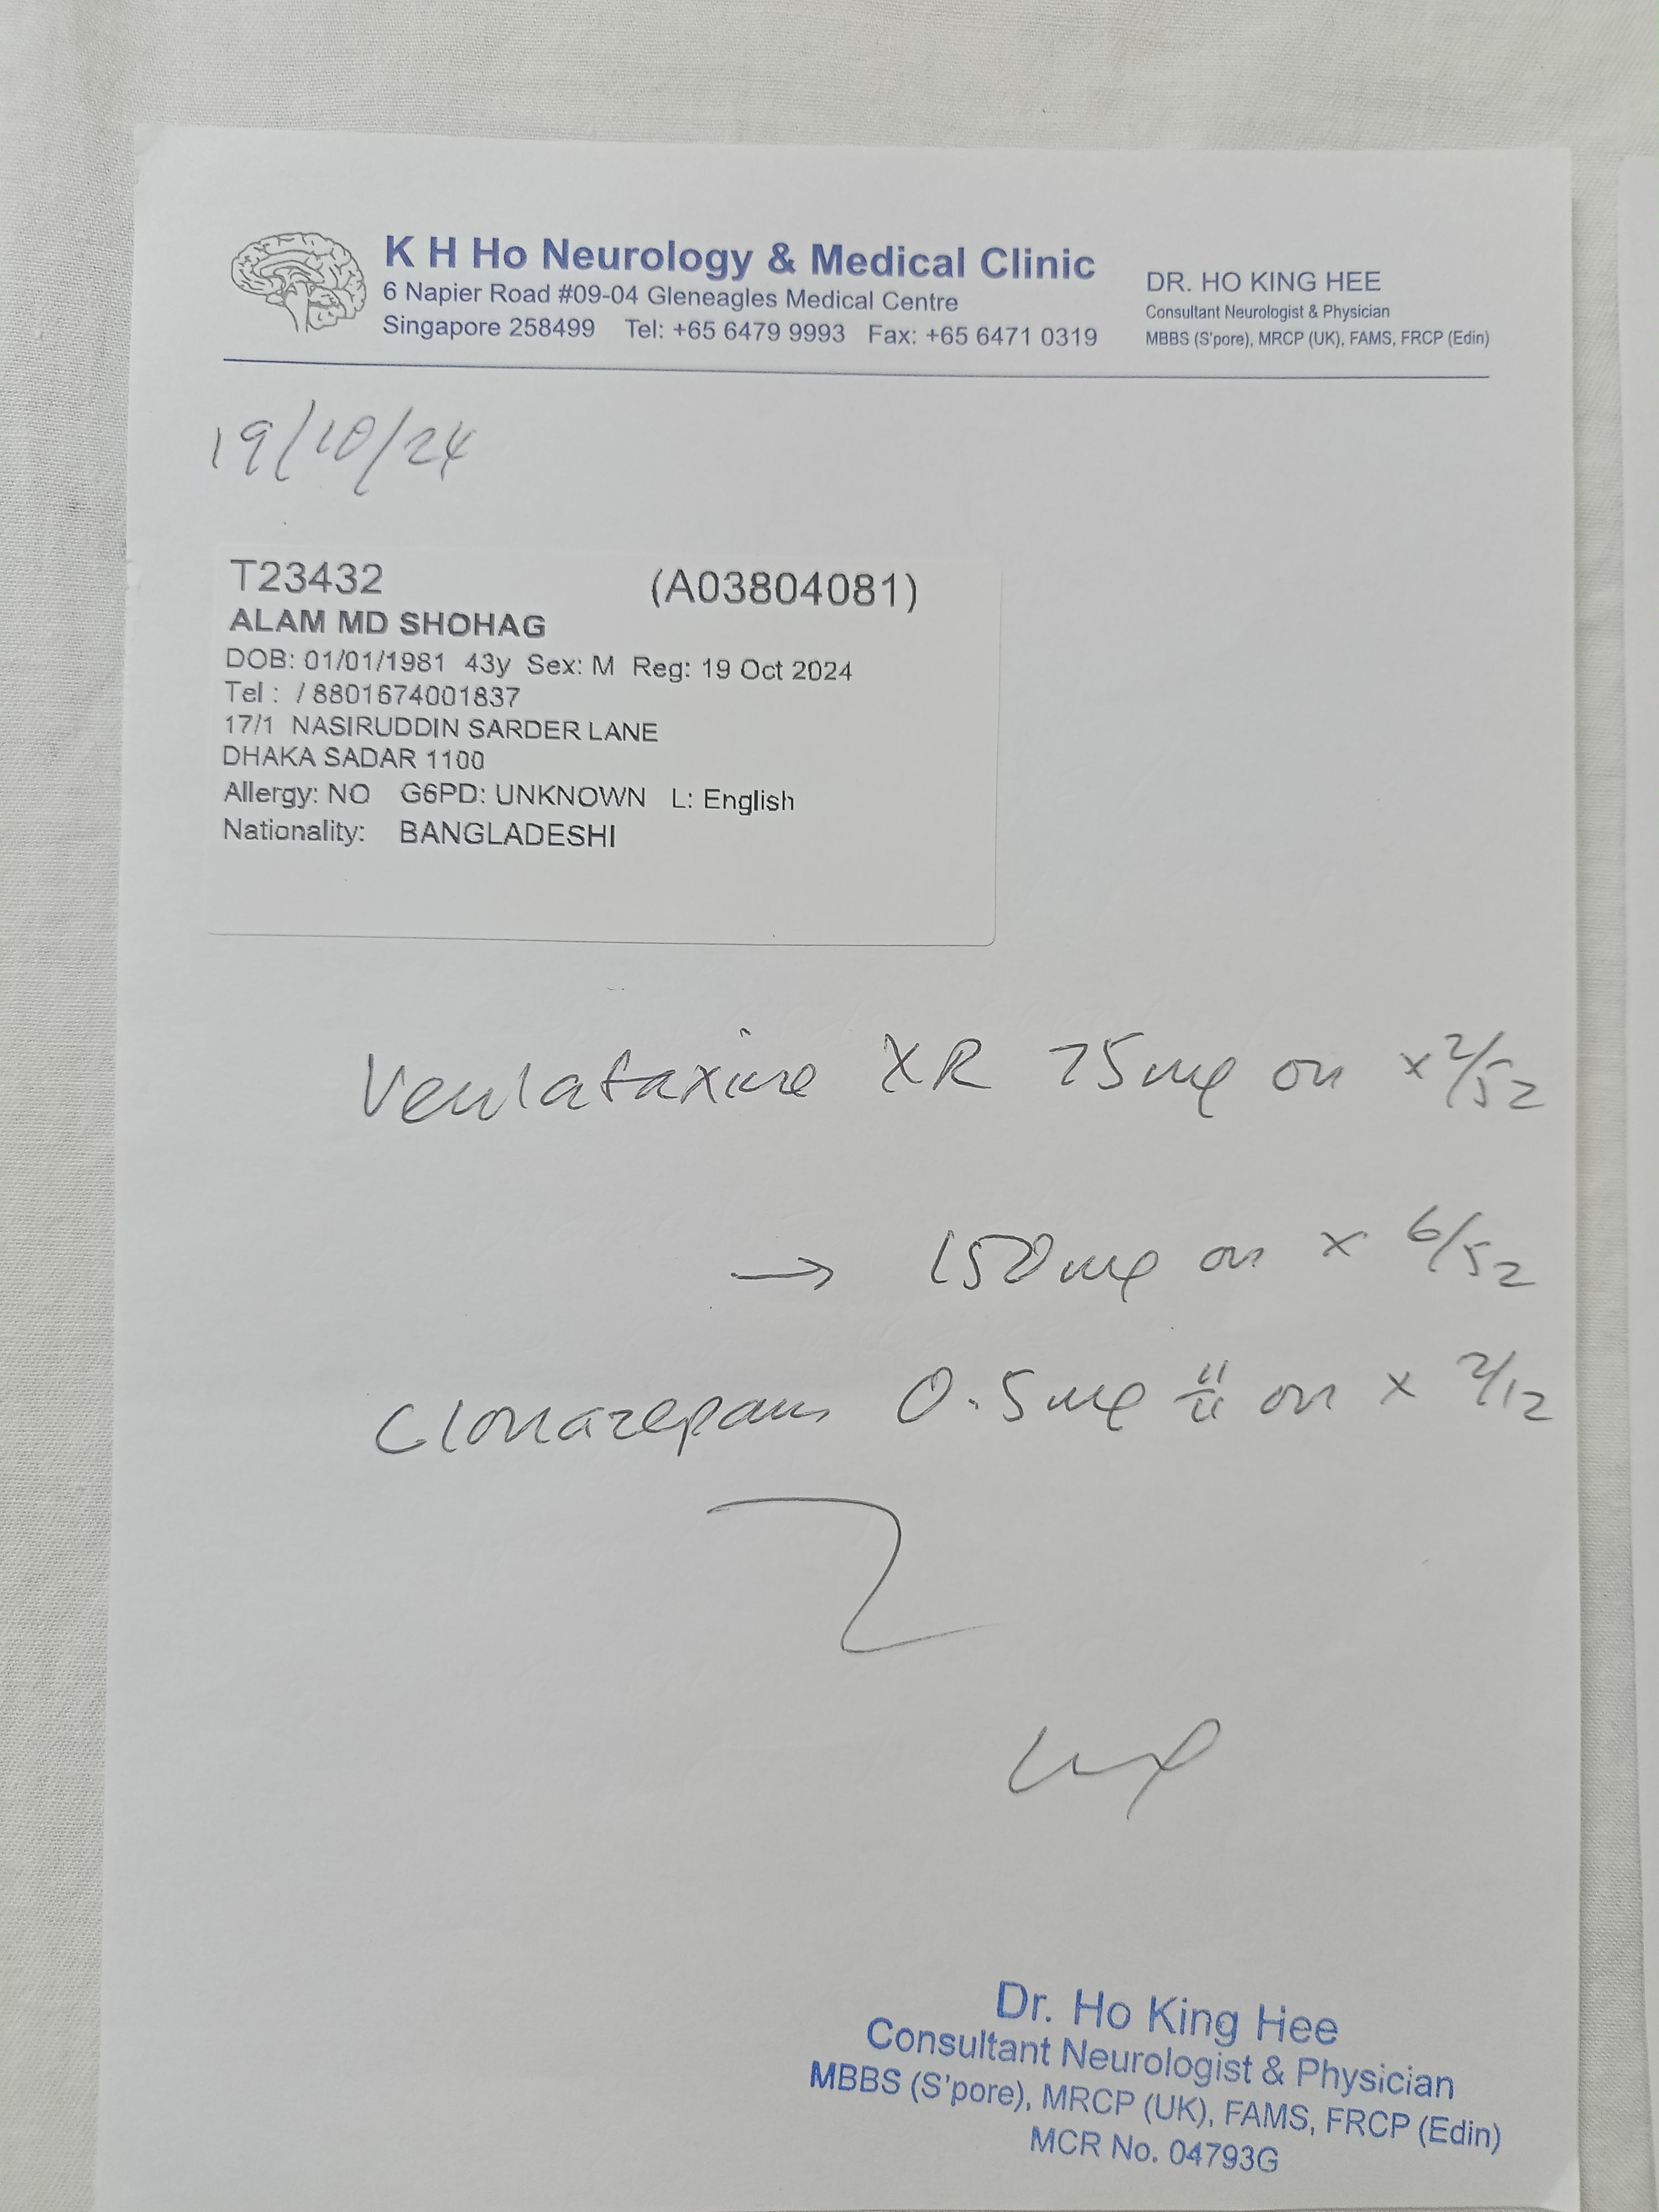 K H Ho Neurology & Medical Clinic
6 Napier Road #09-04 Gleneagles Medical Centre
Singapore 258499 Tel: +65 6479 9993 Fax: +65 6471 0319
DR. HO KING HEE
Consultant Neurologist & Physician
MBBS (S'pore), MRCP (UK), FAMS, FRCP (Edin)
19/10/24
T23432 (A03804081)
ALAM MD SHOHAG
DOB: 01/01/1981 43y Sex: M Reg: 19 Oct 2024
Tel : / 8801674001837
17/1 NASIRUDDIN SARDER LANE
DHAKA SADAR 1100
Allergy: NO G6PD: UNKNOWN L: English
Nationality: BANGLADESHI
Venlafaxine XR 75mg on x 2/52
→ 150mg on x 6/52
Clonazepam 0.5mg ii on x 2/12
Dr. Ho King Hee
Consultant Neurologist & Physician
MBBS (S'pore), MRCP (UK), FAMS, FRCP (Edin)
MCR No. 04793G